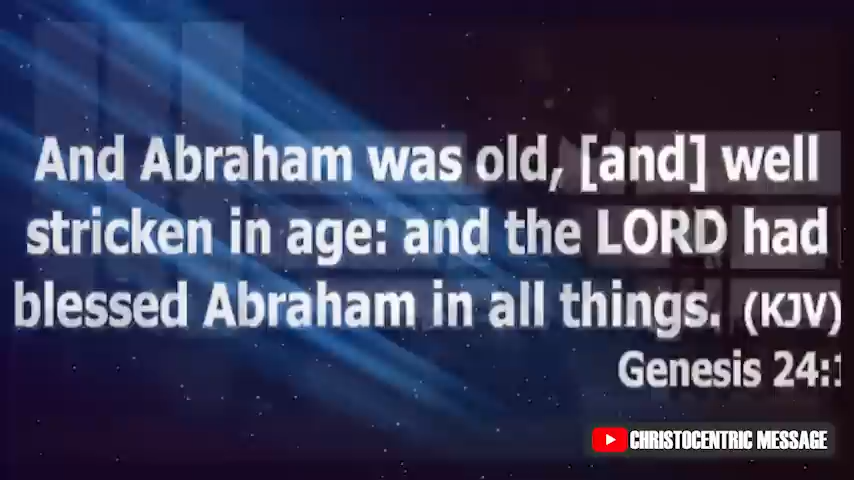 And Abraham was old, [and] well
stricken in age: and the LORD had
blessed Abraham in all things. (KJV)
Genesis 24:1
CHRISTOCENTRIC MESSAGE